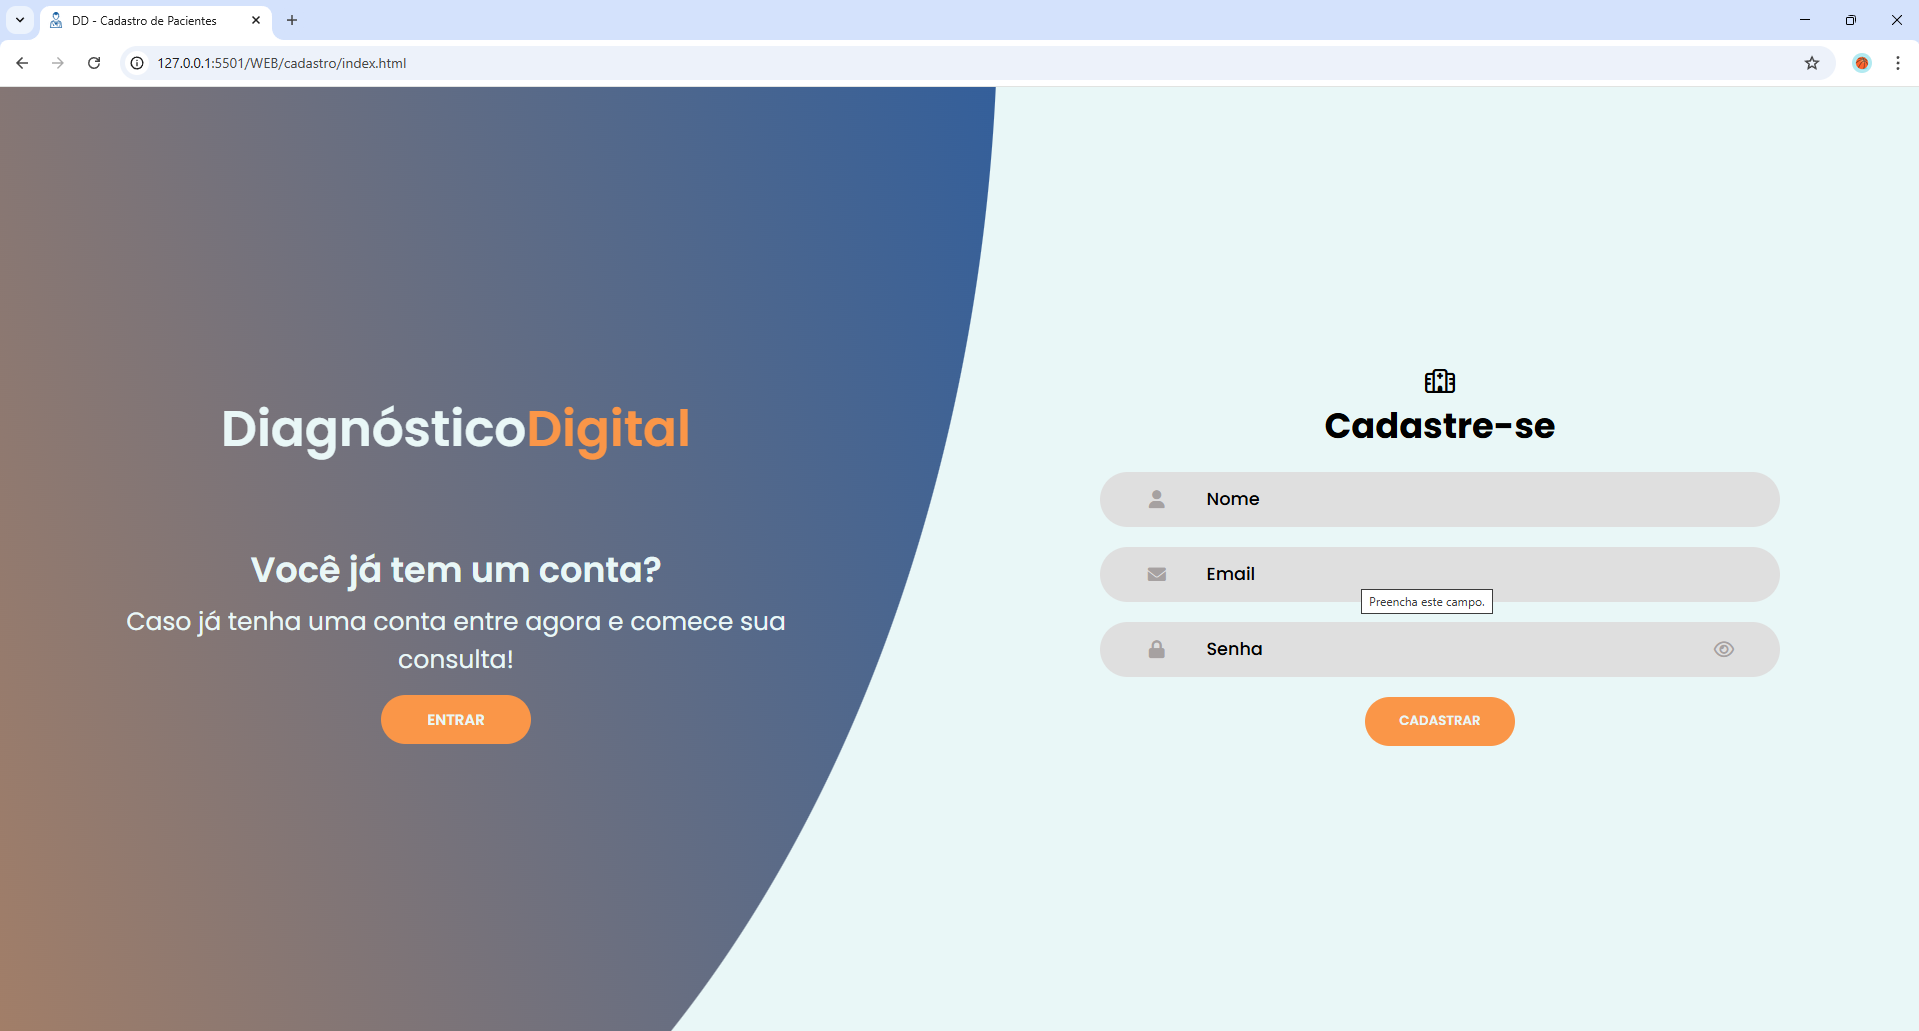 DD - Cadastro de Pacientes
127.0.0.1:5501/WEB/cadastro/index.html
DiagnósticoDigital
Você já tem um conta?
Caso já tenha uma conta entre agora e comece sua
consulta!
ENTRAR
Cadastre-se
Nome
Email
Preencha este campo.
Senha
CADASTRAR